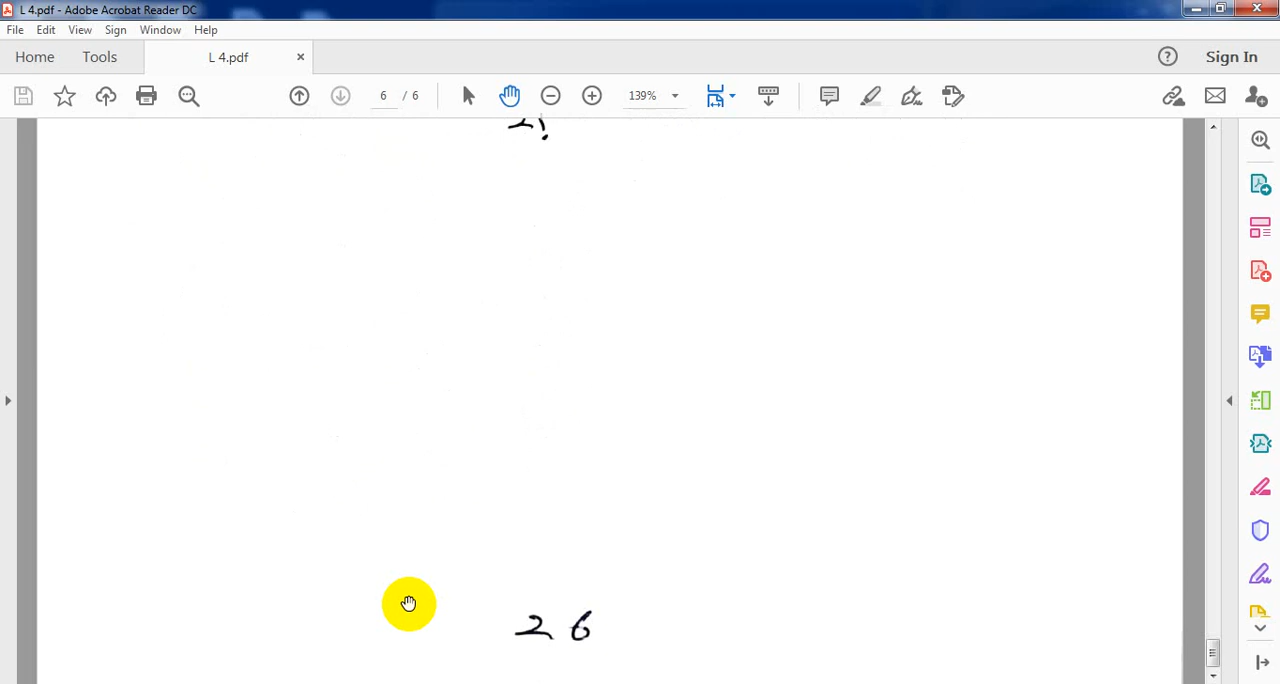 L 4.pdf - Adobe Acrobat Reader DC
File Edit View Sign Window Help
Home Tools L 4.pdf × ? Sign In
6 / 6 139%
2!
26